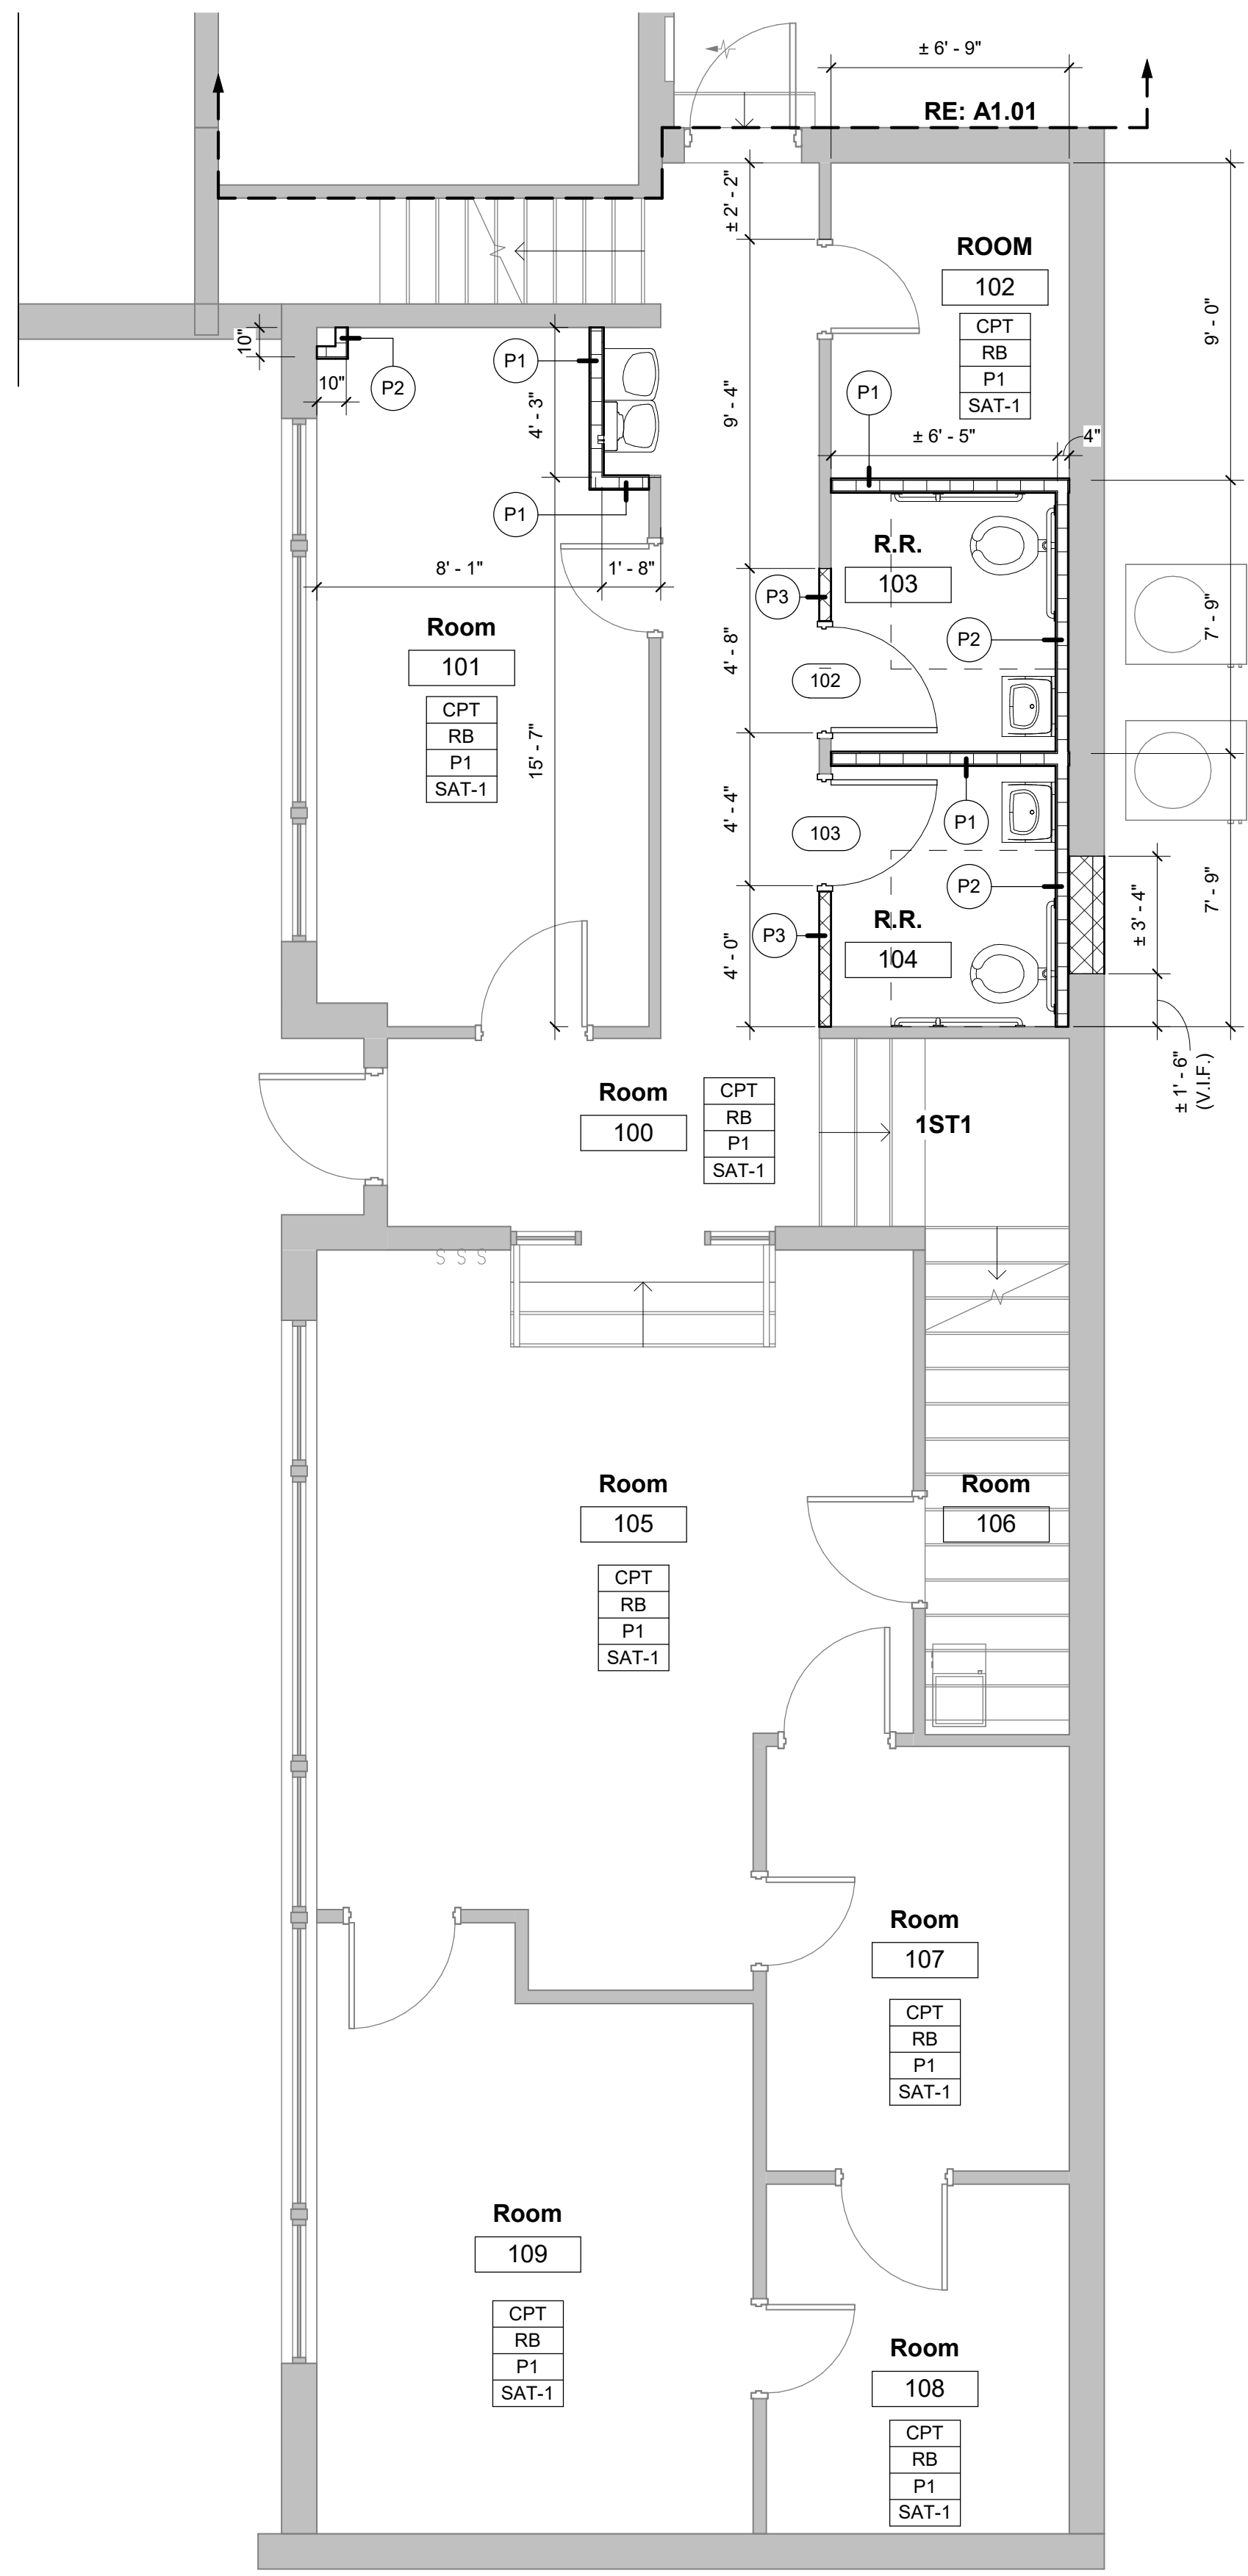 ± 6' - 9"
RE: A1.01
± 2' - 2"
ROOM
102
CPT
RB
P1
SAT-1
9' - 0"
10"
10"
P2
P1
4' - 3"
9' - 4"
P1
± 6' - 5"
4"
P1
R.R.
103
8' - 1"
1' - 8"
P3
P2
7' - 9"
Room
101
CPT
RB
P1
SAT-1
4' - 8"
102
15' - 7"
4' - 4"
103
P1
P2
7' - 9"
± 3' - 4"
R.R.
104
P3
4' - 0"
± 1' - 6"
(V.I.F.)
Room
100
CPT
RB
P1
SAT-1
1ST1
S S S
Room
105
CPT
RB
P1
SAT-1
Room
106
Room
107
CPT
RB
P1
SAT-1
Room
109
CPT
RB
P1
SAT-1
Room
108
CPT
RB
P1
SAT-1